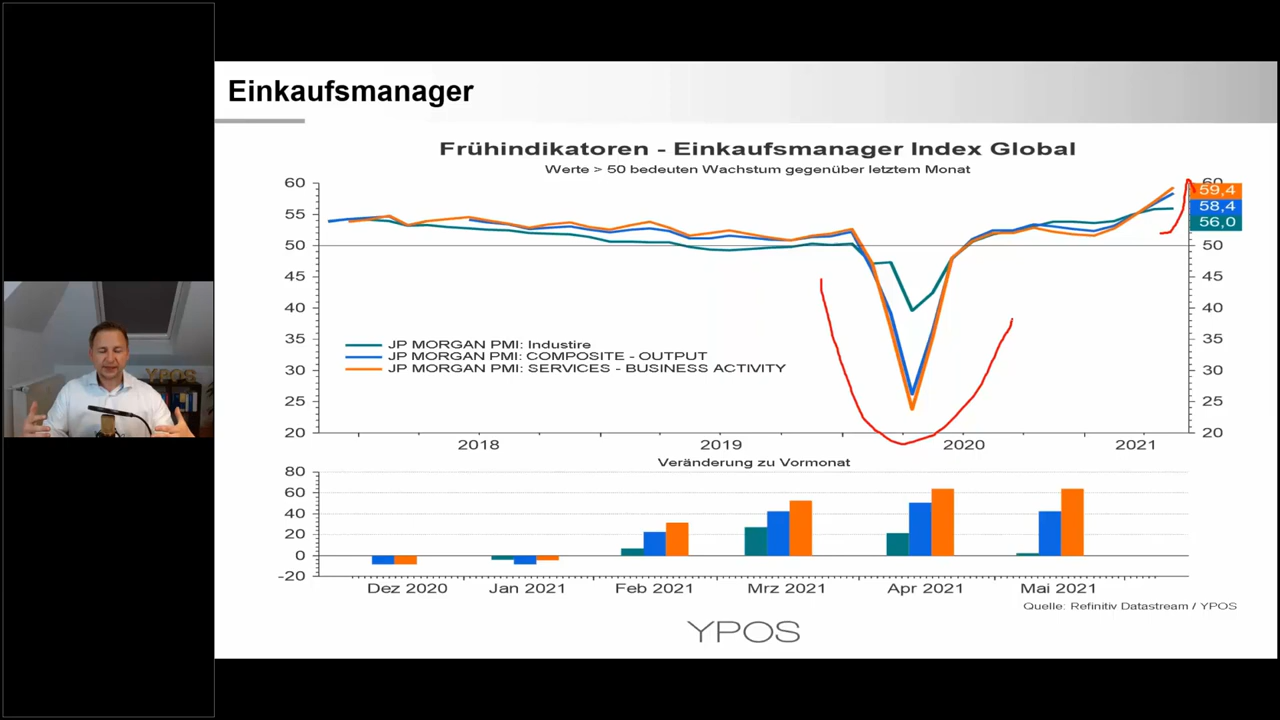 Einkaufsmanager
Frühindikatoren - Einkaufsmanager Index Global
Werte > 50 bedeuten Wachstum gegenüber letztem Monat
60
55
50
45
40
35
30
25
20
60
59,4
58,4
56,0
50
45
40
35
30
25
20
JP MORGAN PMI: Industire
JP MORGAN PMI: COMPOSITE - OUTPUT
JP MORGAN PMI: SERVICES - BUSINESS ACTIVITY
2018 2019 2020 2021
Veränderung zu Vormonat
80
60
40
20
0
-20
Dez 2020 Jan 2021 Feb 2021 Mrz 2021 Apr 2021 Mai 2021
Quelle: Refinitiv Datastream / YPOS
YPOS
YPOS